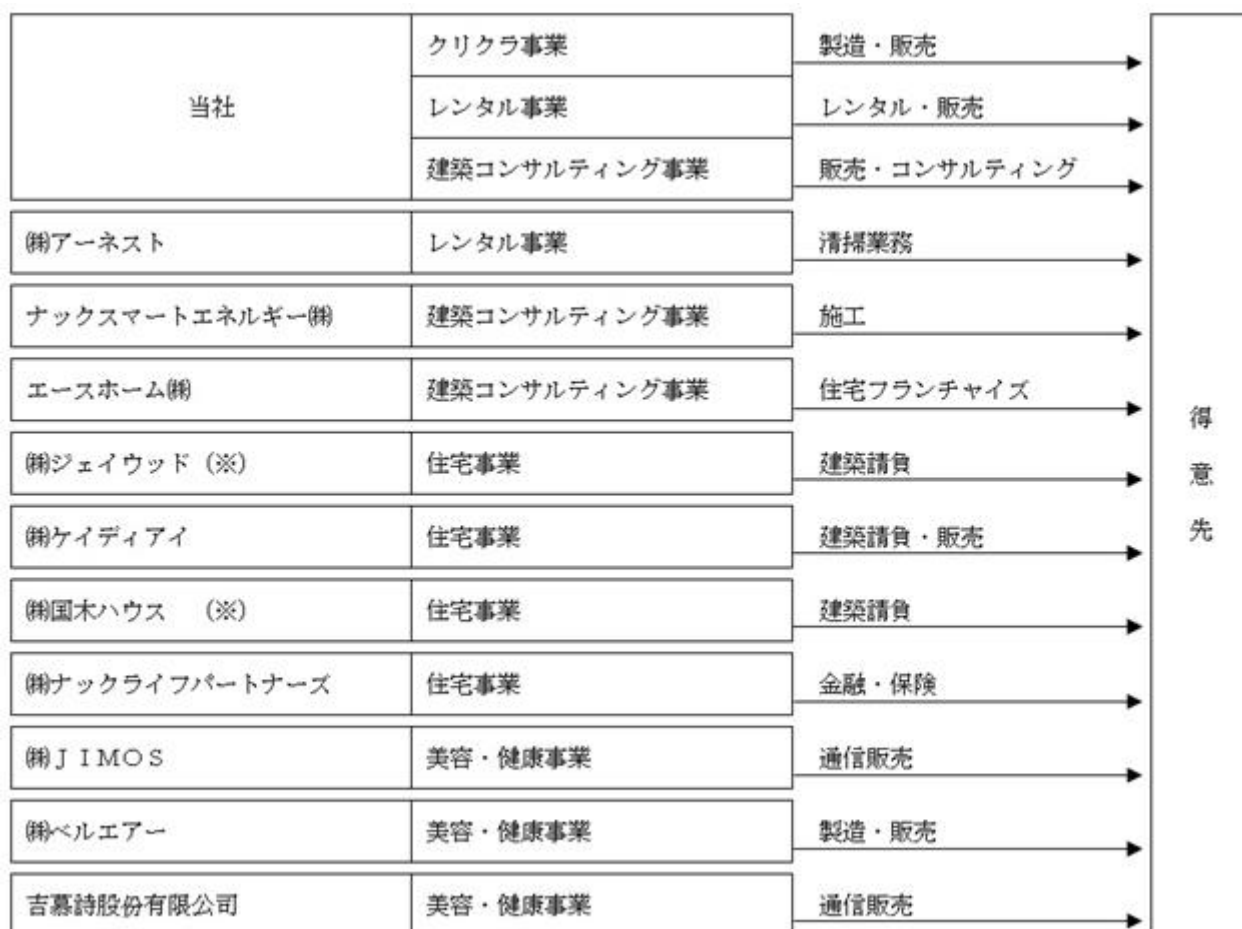 当社 クリクラ事業 製造・販売
レンタル事業 レンタル・販売
建築コンサルティング事業 販売・コンサルティング
㈱アーネスト レンタル事業 清掃業務
ナックスマートエネルギー㈱ 建築コンサルティング事業 施工
エースホーム㈱ 建築コンサルティング事業 住宅フランチャイズ
㈱ジェイウッド（※） 住宅事業 建築請負
㈱ケイディアイ 住宅事業 建築請負・販売
㈱国木ハウス　（※） 住宅事業 建築請負
㈱ナックライフパートナーズ 住宅事業 金融・保険
㈱ＪＩＭＯＳ 美容・健康事業 通信販売
㈱ベルエアー 美容・健康事業 製造・販売
吉慕詩股份有限公司 美容・健康事業 通信販売
得意先